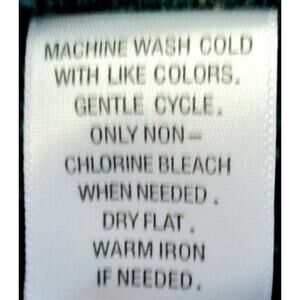 MACHINE WASH COLD
WITH LIKE COLORS.
GENTLE CYCLE.
ONLY NON-
CHLORINE BLEACH
WHEN NEEDED.
DRY FLAT.
WARM IRON
IF NEEDED.